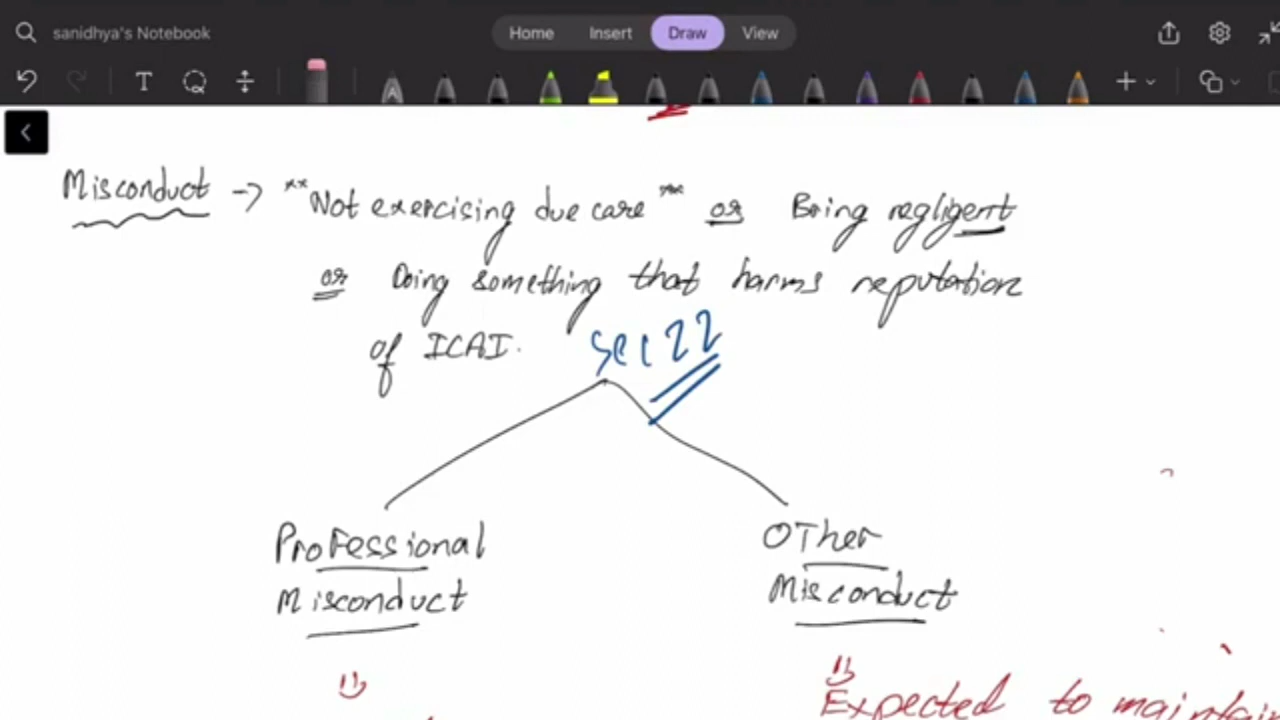 sanidhya's Notebook
Home Insert Draw View
Misconduct → "Not exercising due care" or Being negligent
or Doing something that harms reputation
of ICAI.
Sec 22
Professional Misconduct
Other Misconduct
Expected to maintain